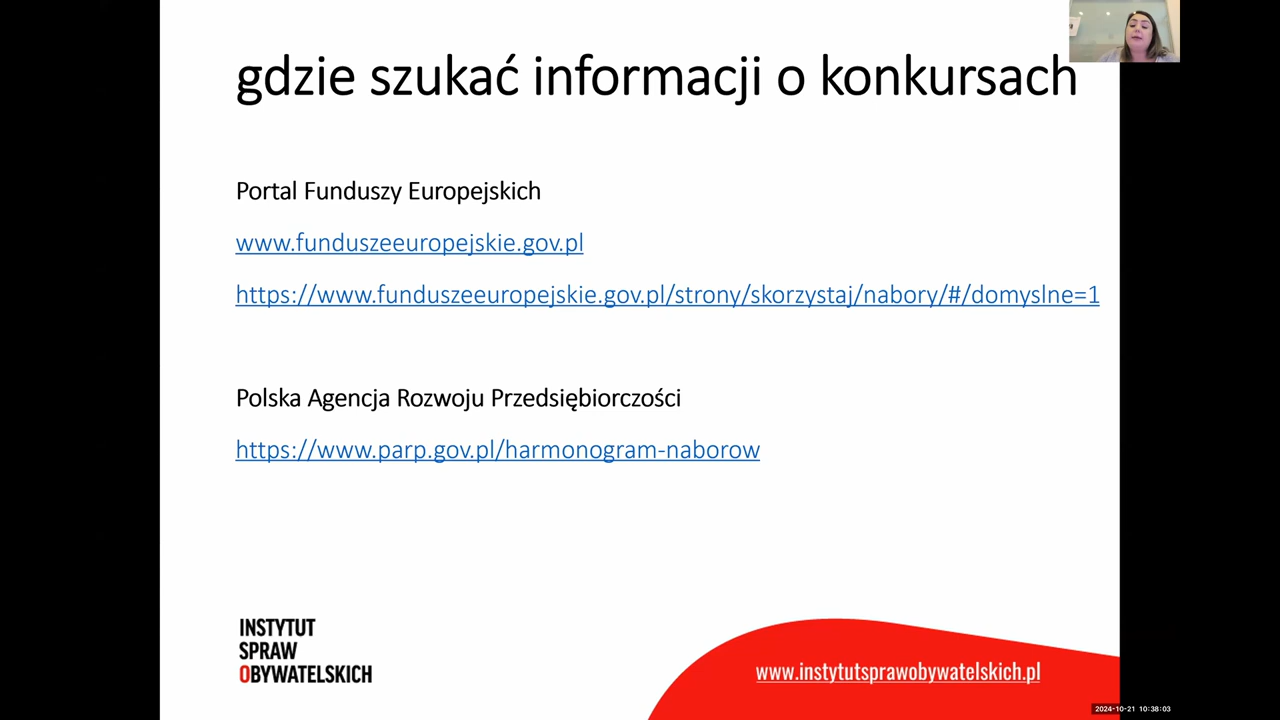 gdzie szukać informacji o konkursach
Portal Funduszy Europejskich
www.funduszeeuropejskie.gov.pl
https://www.funduszeeuropejskie.gov.pl/strony/skorzystaj/nabory/#/domyslne=1
Polska Agencja Rozwoju Przedsiębiorczości
https://www.parp.gov.pl/harmonogram-naborow
INSTYTUT
SPRAW
OBYWATELSKICH
www.instytutsprawobywatelskich.pl
2024-10-21 10:38:03